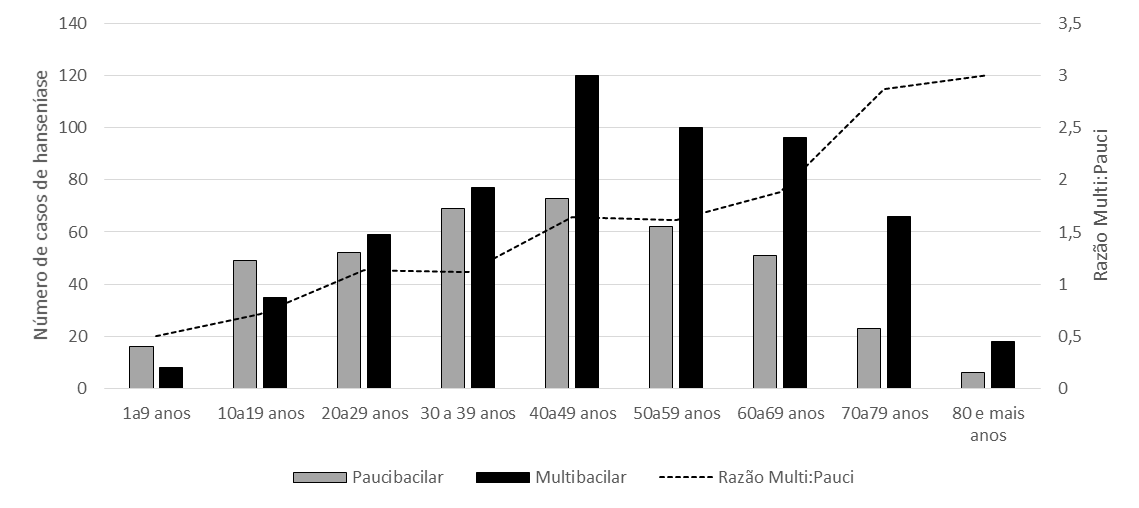 Número de casos de hanseníase
140
120
100
80
60
40
20
0
3,5
3
2,5
2
1,5
1
0,5
0
Razão Multi:Pauci
1a9 anos
10a19 anos
20a29 anos
30 a 39 anos
40a49 anos
50a59 anos
60a69 anos
70a79 anos
80 e mais
anos
Paucibacilar
Multibacilar
Razão Multi:Pauci